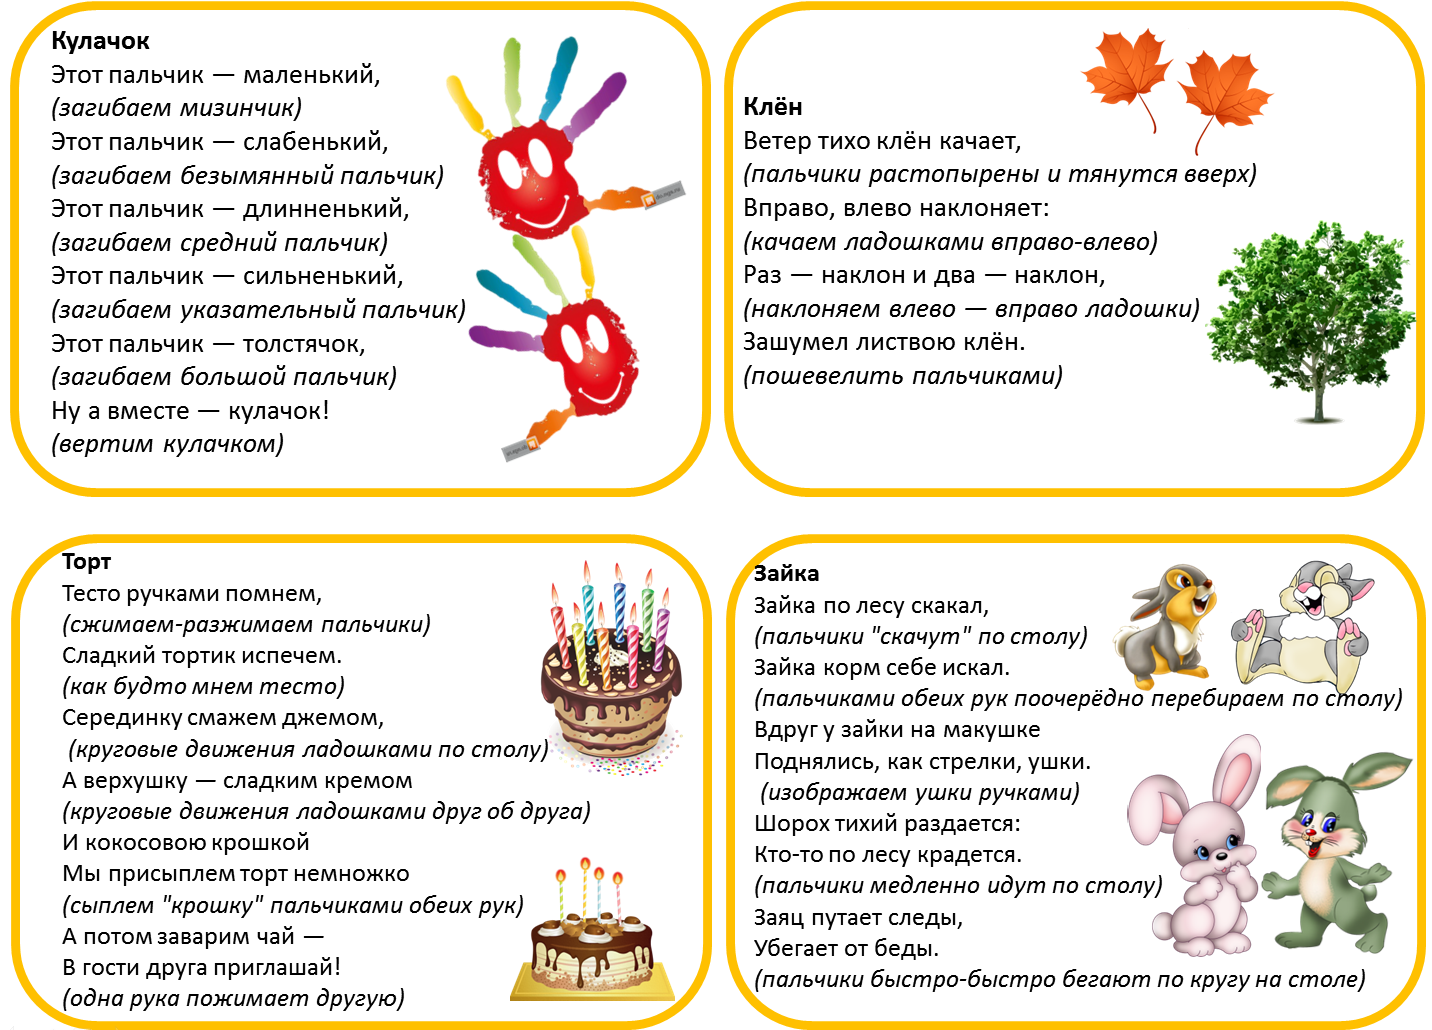 Кулачок
Этот пальчик — маленький,
(загибаем мизинчик)
Этот пальчик — слабенький,
(загибаем безымянный пальчик)
Этот пальчик — длинненький,
(загибаем средний пальчик)
Этот пальчик — сильненький,
(загибаем указательный пальчик)
Этот пальчик — толстячок,
(загибаем большой пальчик)
Ну а вместе — кулачок!
(вертим кулачком)
Клён
Ветер тихо клён качает,
(пальчики растопырены и тянутся вверх)
Вправо, влево наклоняет:
(качаем ладошками вправо-влево)
Раз — наклон и два — наклон,
(наклоняем влево — вправо ладошки)
Зашумел листвою клён.
(пошевелить пальчиками)
Торт
Тесто ручками помнем,
(сжимаем-разжимаем пальчики)
Сладкий тортик испечем.
(как будто мнем тесто)
Серединку смажем джемом,
(круговые движения ладошками по столу)
А верхушку — сладким кремом
(круговые движения ладошками друг об друга)
И кокосовою крошкой
Мы присыплем торт немножко
(сыплем "крошку" пальчиками обеих рук)
А потом заварим чай —
В гости друга приглашай!
(одна рука пожимает другую)
Зайка
Зайка по лесу скакал,
(пальчики "скачут" по столу)
Зайка корм себе искал.
(пальчиками обеих рук поочерёдно перебираем по столу)
Вдруг у зайки на макушке
Поднялись, как стрелки, ушки.
(изображаем ушки ручками)
Шорох тихий раздается:
Кто-то по лесу крадется.
(пальчики медленно идут по столу)
Заяц путает следы,
Убегает от беды.
(пальчики быстро-быстро бегают по кругу на столе)